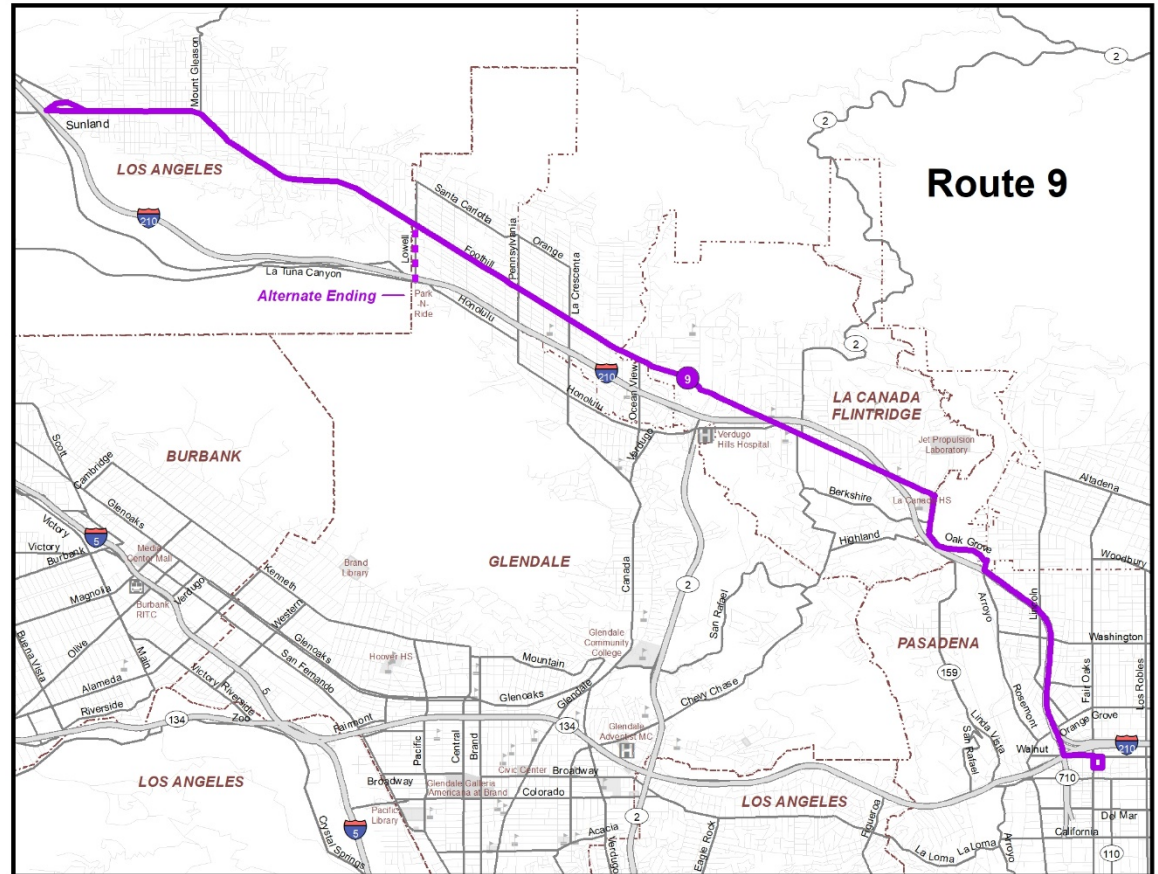 Route 9
Mount Gleason
2
2
Sunland
LOS ANGELES
210
Santa Carlotta
Orange
Lowell
Foothill
Pennsylvania
La Crescenta
La Tuna Canyon
Alternate Ending
Park
-N-
Ride
Honolulu
2
9
210
Ocean View
Honolulu
Verdugo
Verdugo
Hills Hospital
LA CANADA
FLINTRIDGE
Jet Propulsion
Laboratory
La Canada HS
Altadena
Berkshire
Highland
Oak Grove
Woodbury
Scott
Cambridge
BURBANK
Glenoaks
Victory
Victory
5
Burbank
Media
Center Mall
Magnolia
Burbank
RITC
Verdugo
Kenneth
Western
Brand
Library
GLENDALE
Canada
2
San Rafael
Arroyo
Lincoln
Washington
PASADENA
Fair Oaks
Los Robles
159
Rosemont
Linda Vista
San Rafael
Orange Grove
Walnut
210
710
Olive
Buena Vista
Main
Alameda
Riverside
Victory
Riverside
5
Glenoaks
San Fernando
Hoover HS
Glendale
Community
College
Mountain
Glenoaks
Glendale
Chevy Chase
134
Zoo
Fairmont
134
Glendale
Adventist MC
Pacific
Central
Brand
Civic Center
Broadway
Broadway
Glendale Galleria
Americana at Brand
Colorado
LOS ANGELES
LOS ANGELES
Pacific
Library
5
Crystal Springs
Acacia
Verdugo
2
Eagle Rock
Figueroa
La Loma
La Loma
Arroyo
Del Mar
California
110